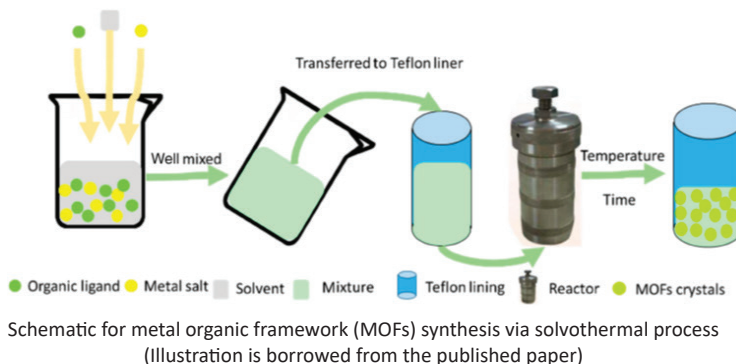 Transferred to Teflon liner
Well mixed
Temperature
Time
Organic ligand Metal salt Solvent Mixture Teflon lining Reactor MOFs crystals
Schematic for metal organic framework (MOFs) synthesis via solvothermal process
(Illustration is borrowed from the published paper)